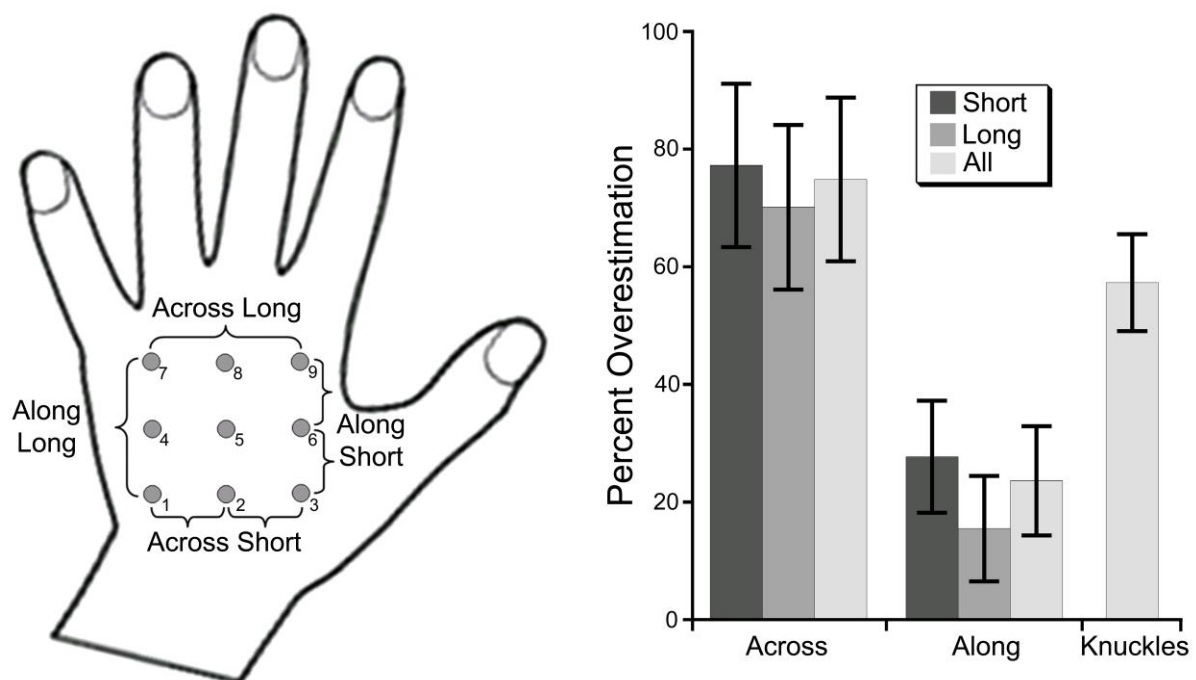 Across Long
7
8
9
Along
Long
4
5
6
Along
Short
1
2
3
Across Short
Percent Overestimation
100
80
60
40
20
0
Short
Long
All
Across
Along
Knuckles